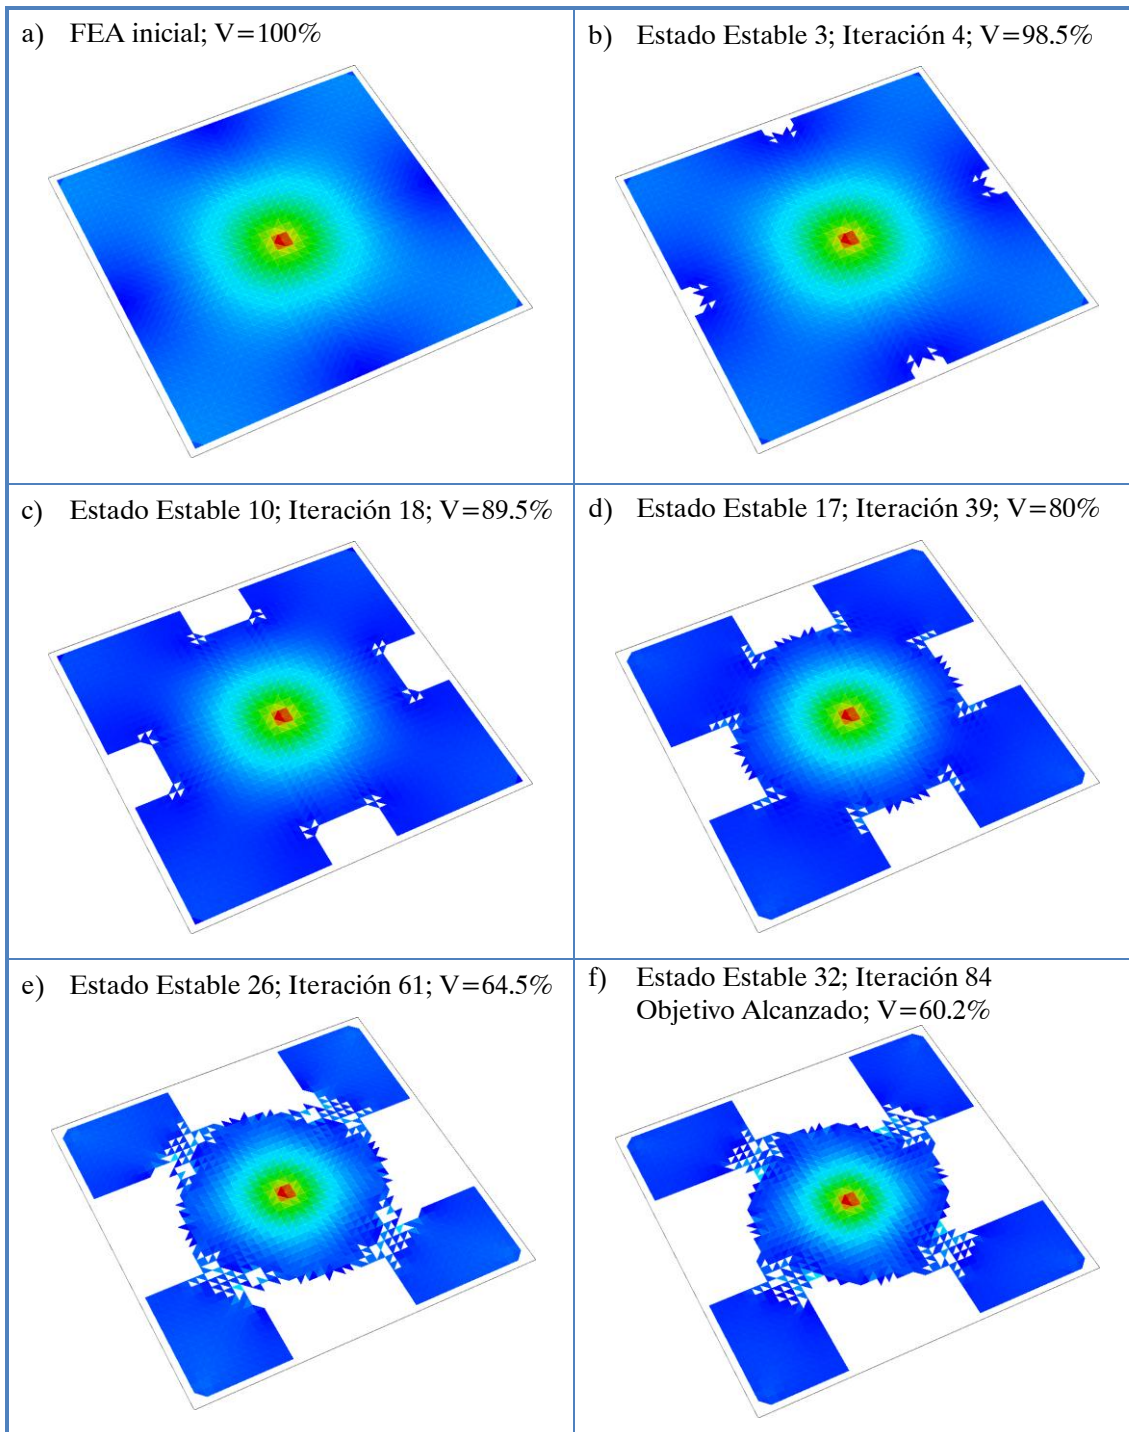 a) FEA inicial; V=100%
b) Estado Estable 3; Iteración 4; V=98.5%
c) Estado Estable 10; Iteración 18; V=89.5%
d) Estado Estable 17; Iteración 39; V=80%
e) Estado Estable 26; Iteración 61; V=64.5%
f) Estado Estable 32; Iteración 84
Objetivo Alcanzado; V=60.2%